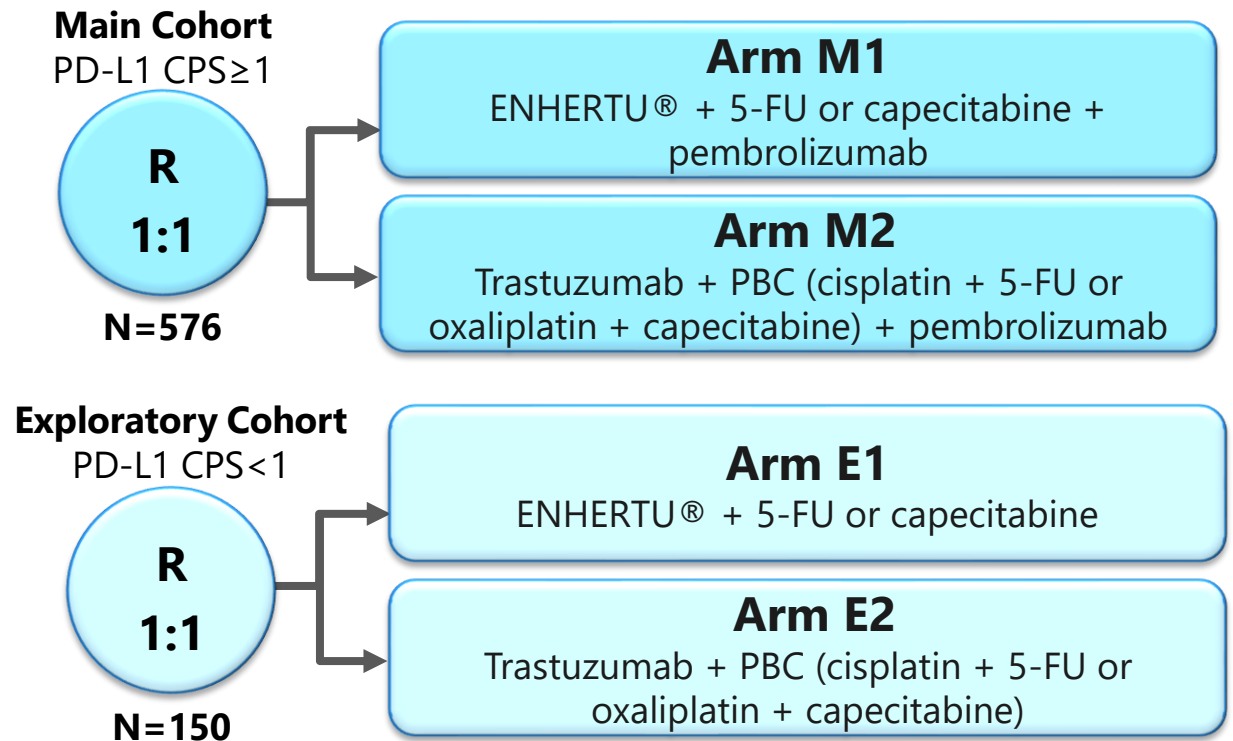 Main Cohort
PD-L1 CPS≥1
R
1:1
N=576
Arm M1
ENHERTU® + 5-FU or capecitabine +
pembrolizumab
Arm M2
Trastuzumab + PBC (cisplatin + 5-FU or
oxaliplatin + capecitabine) + pembrolizumab
Exploratory Cohort
PD-L1 CPS<1
R
1:1
N=150
Arm E1
ENHERTU® + 5-FU or capecitabine
Arm E2
Trastuzumab + PBC (cisplatin + 5-FU or
oxaliplatin + capecitabine)